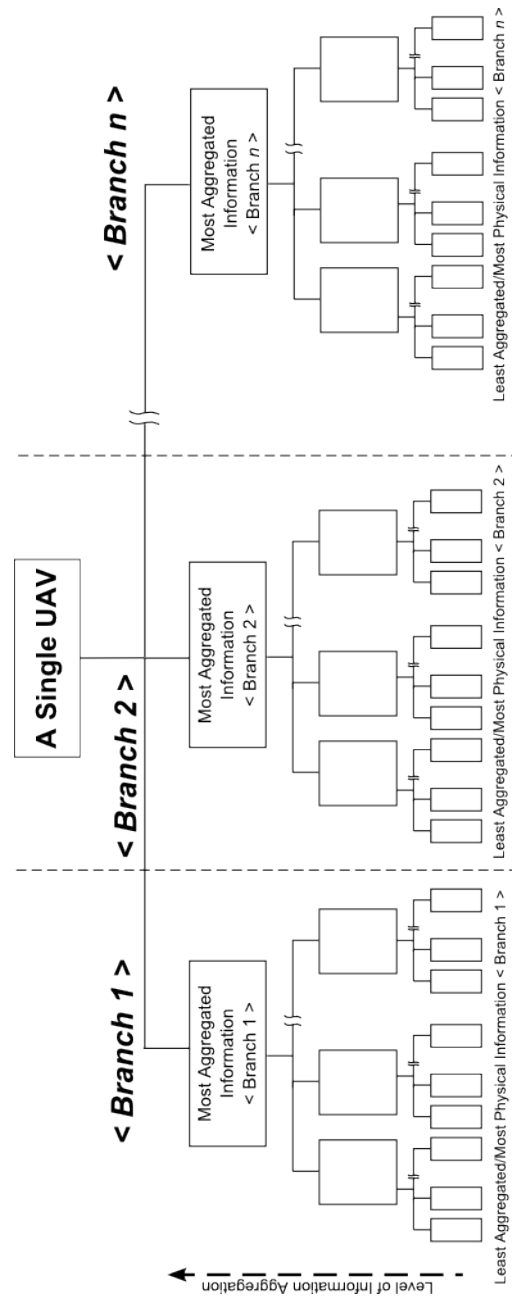 A Single UAV
< Branch 1 >
< Branch 2 >
< Branch n >
Most Aggregated
Information
< Branch 1 >
Most Aggregated
Information
< Branch 2 >
Most Aggregated
Information
< Branch n >
Least Aggregated/Most Physical Information < Branch 1 >
Least Aggregated/Most Physical Information < Branch 2 >
Least Aggregated/Most Physical Information < Branch n >
Level of Information Aggregation